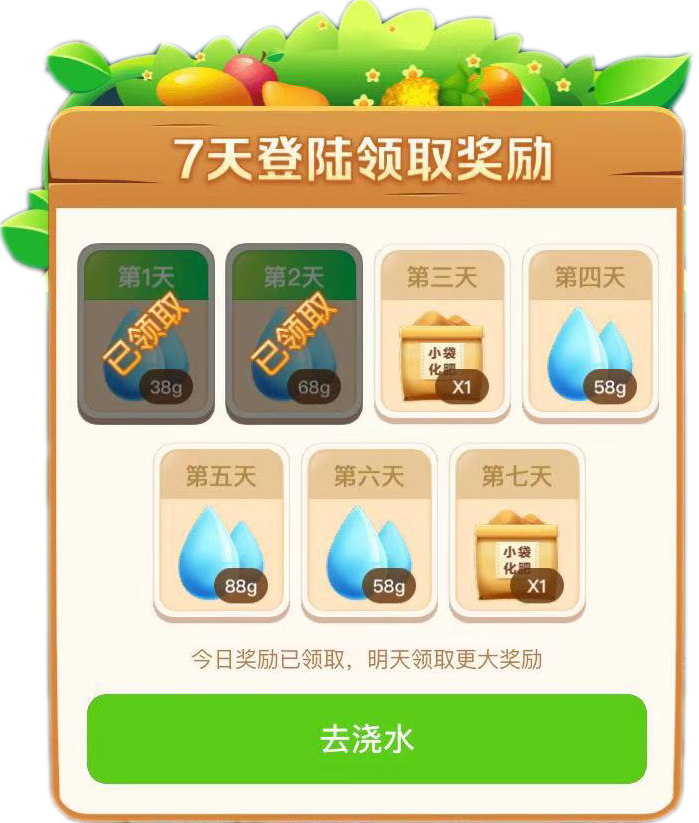 7天登陆领取奖励
第1天
已领取
38g
第2天
已领取
68g
第三天
小袋
化肥
X1
第四天
58g
第五天
88g
第六天
58g
第七天
小袋
化肥
X1
今日奖励已领取，明天领取更大奖励
去浇水